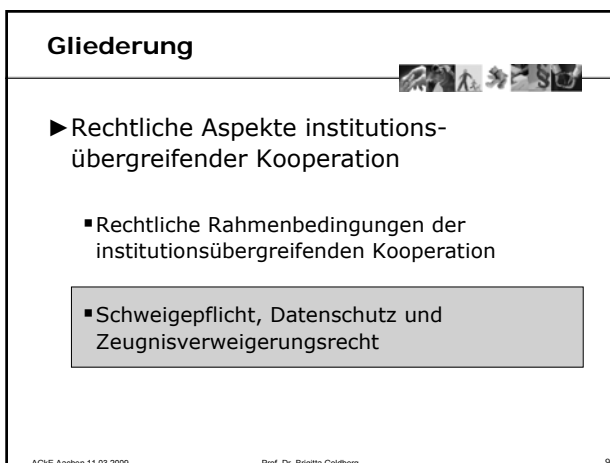 Gliederung
►Rechtliche Aspekte institutions-
übergreifender Kooperation
▪Rechtliche Rahmenbedingungen der
institutionsübergreifenden Kooperation
▪Schweigepflicht, Datenschutz und
Zeugnisverweigerungsrecht
Prof. Dr. Brigitte Goldberg
9